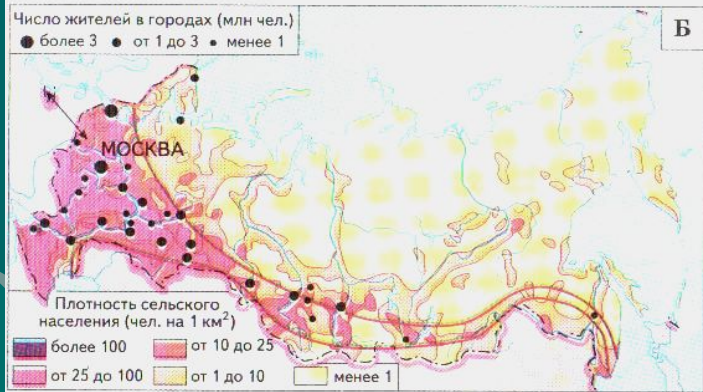 Число жителей в городах (млн чел.)
более 3 от 1 до 3 менее 1
Б
МОСКВА
Плотность сельского
населения (чел. на 1 км²)
более 100 от 10 до 25
от 25 до 100 от 1 до 10 менее 1